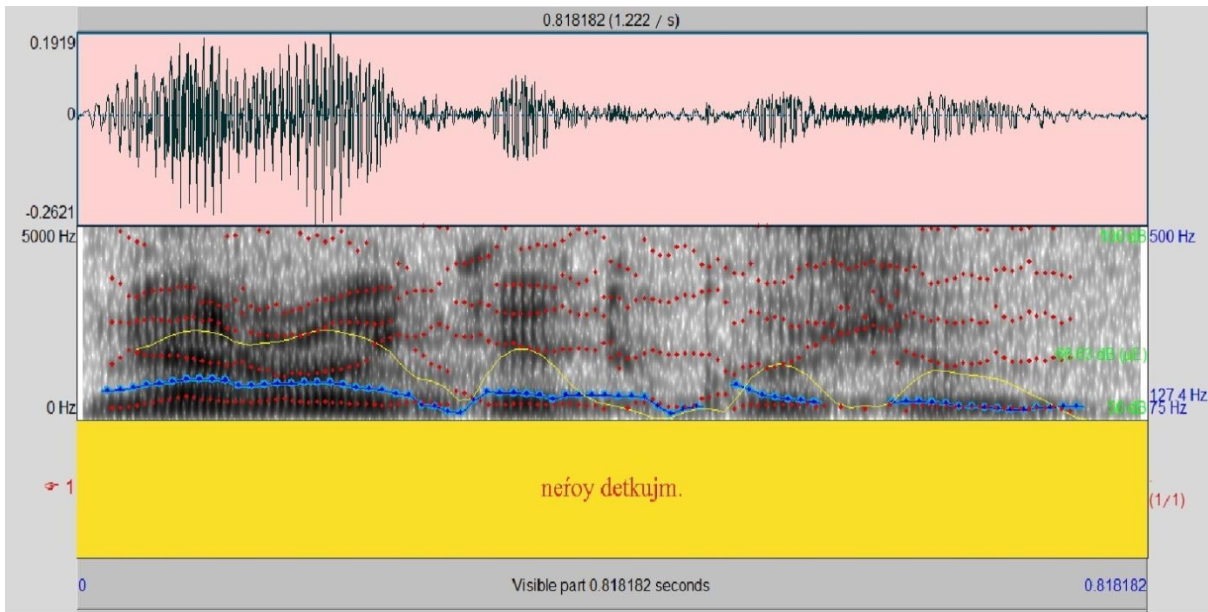 0.818182 (1.222 / s)
0.1919
0
-0.2621
5000 Hz
500 Hz
0 Hz
127.4 Hz
75 Hz
1
neŕoy detkujm.
(1/1)
0
Visible part 0.818182 seconds
0.818182